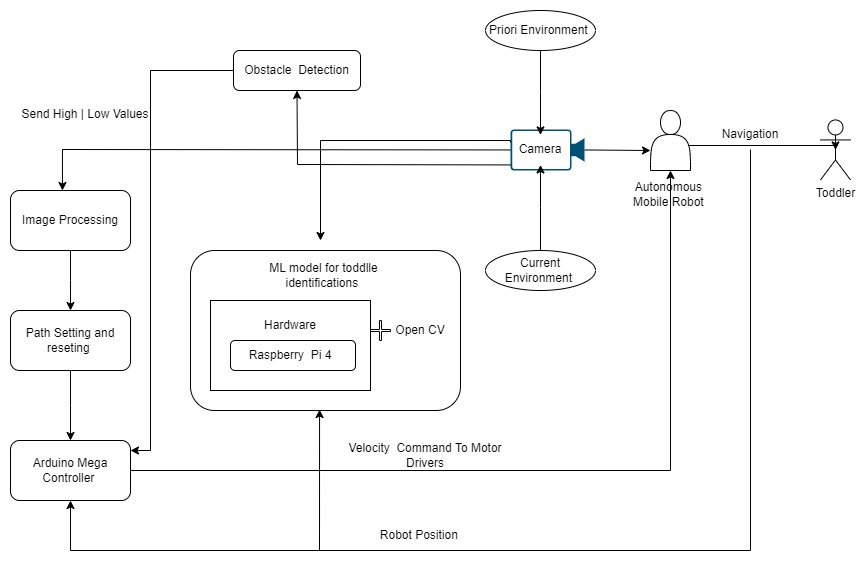 Priori Environment
Obstacle Detection
Send High | Low Values
Camera
Navigation
Autonomous
Mobile Robot
Toddler
Image Processing
ML model for toddlle
identifications
Current
Environment
Hardware
Open CV
Raspberry Pi 4
Path Setting and
reseting
Velocity Command To Motor
Drivers
Arduino Mega
Controller
Robot Position